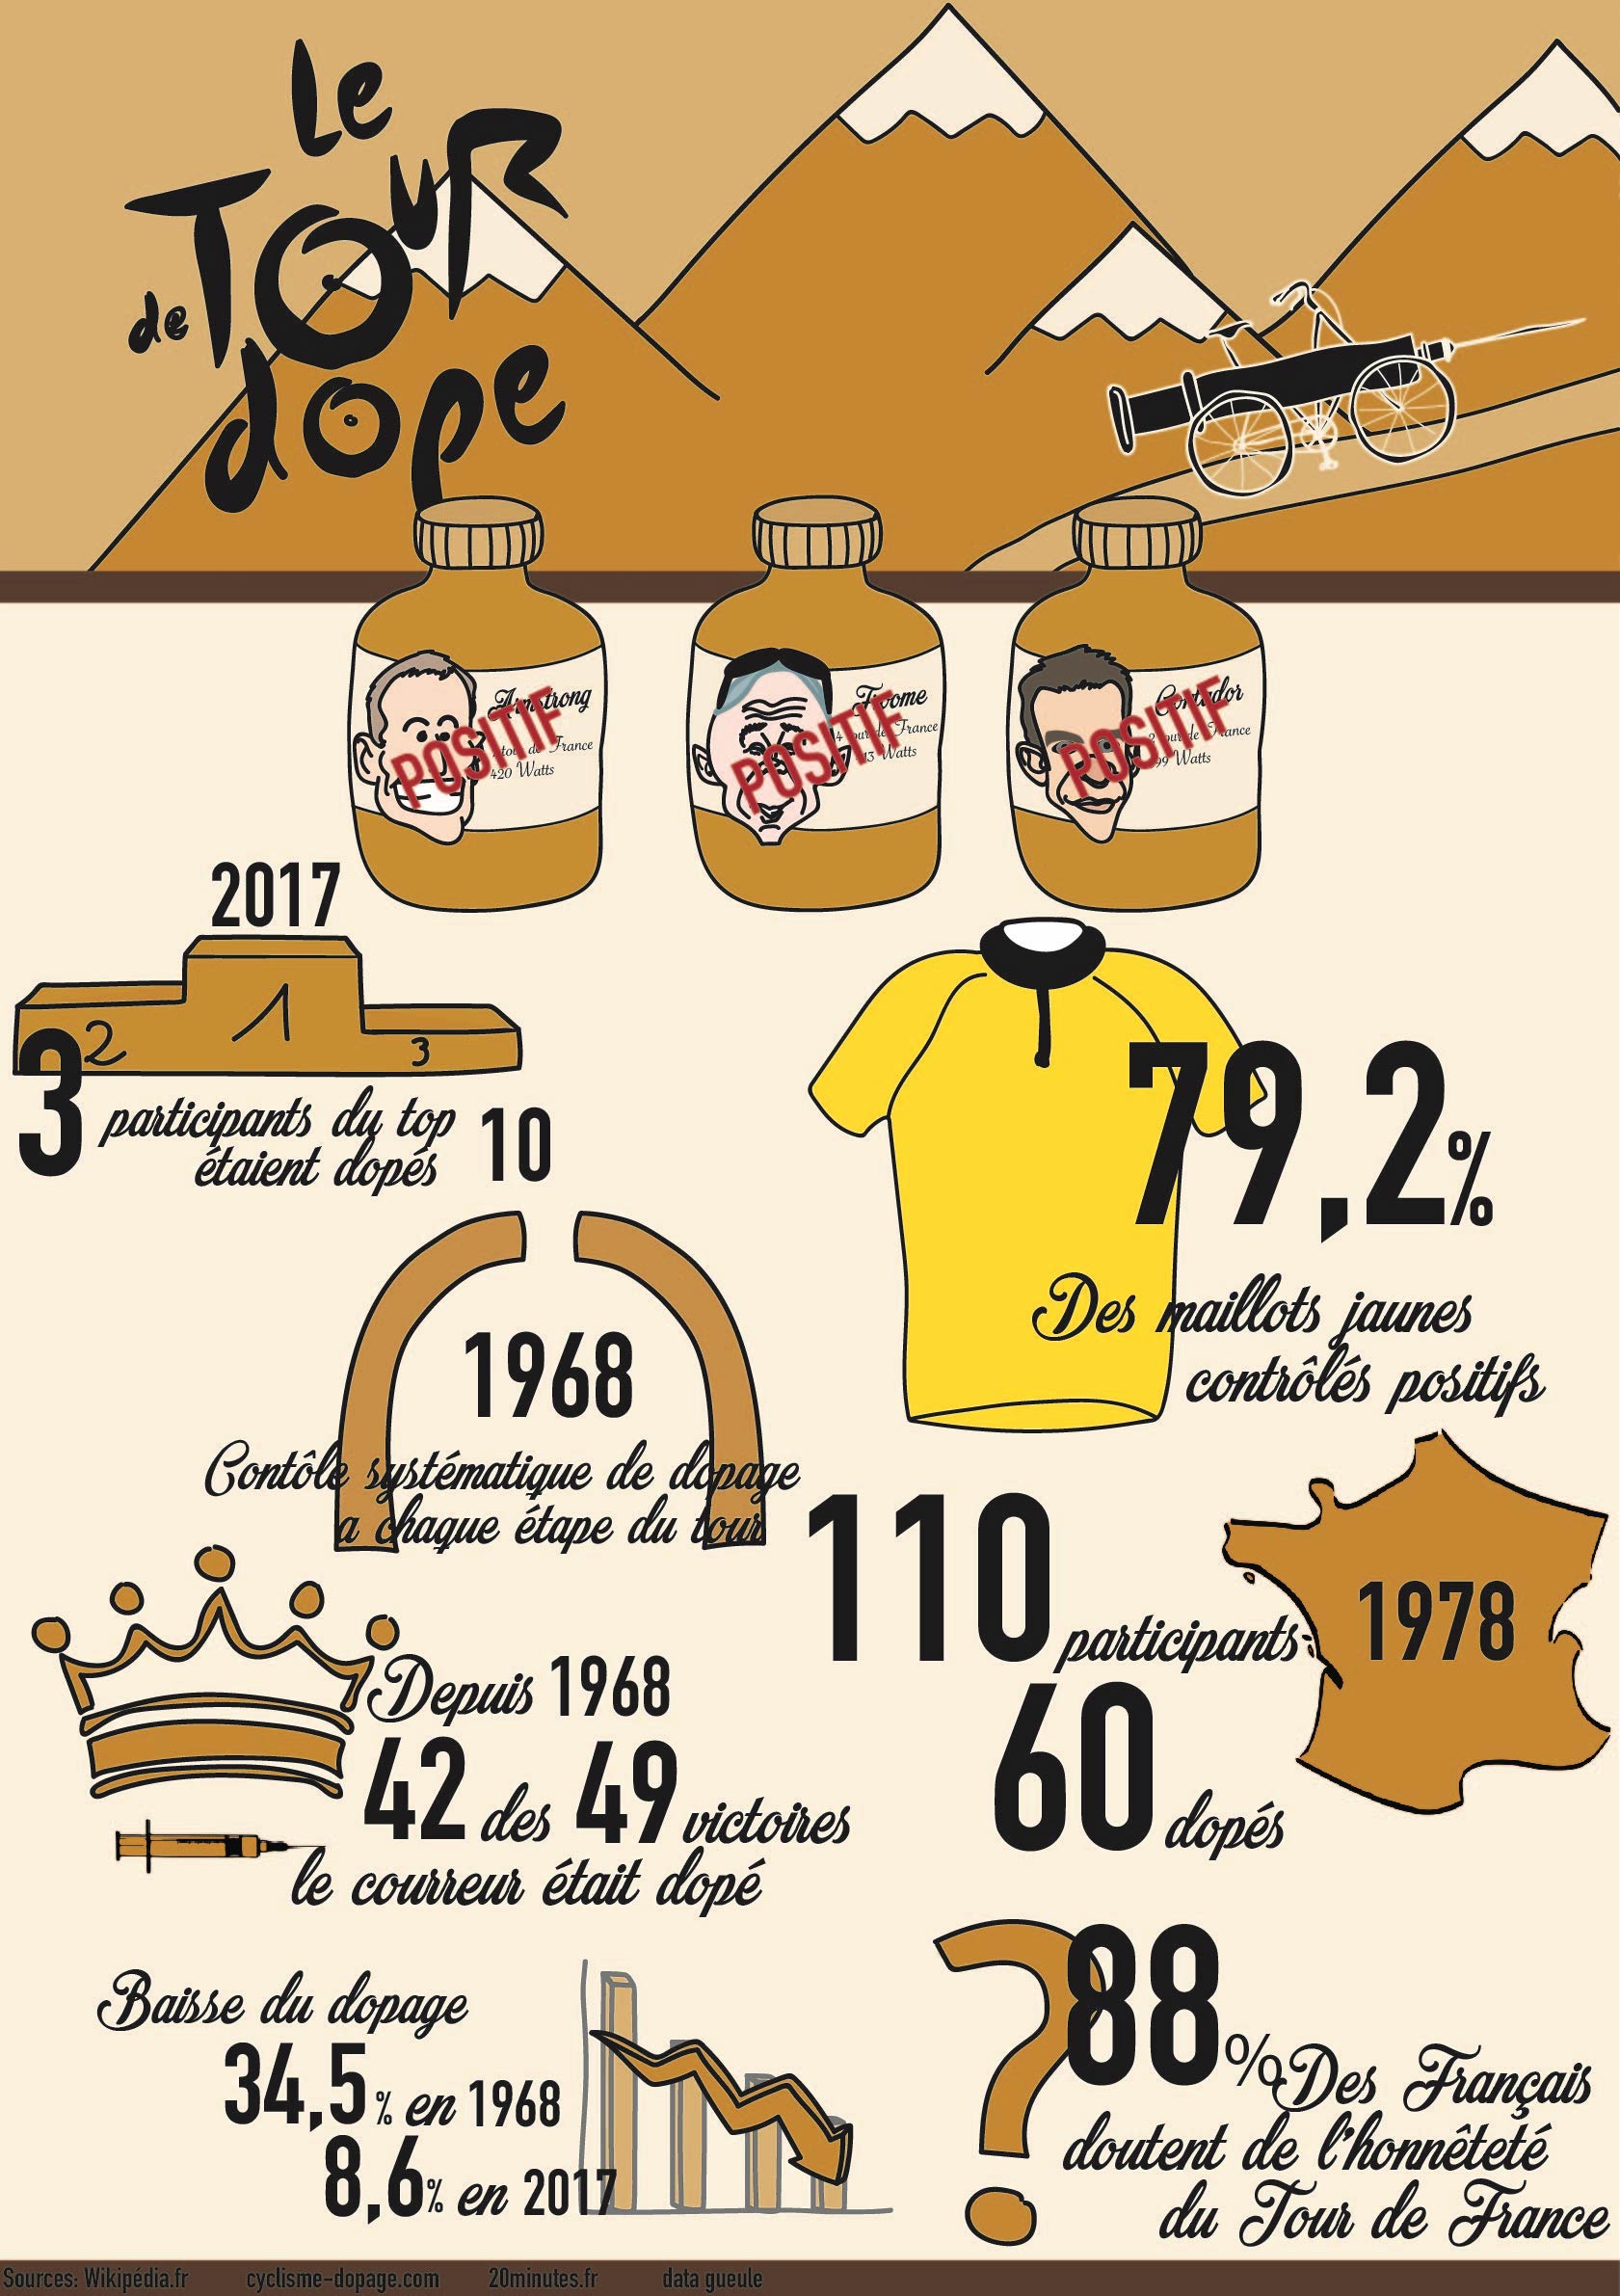 Le
Tour
de
dope
Armstrong
tour de France
420 Watts
POSITIF
Froome
4 tour de France
13 Watts
POSITIF
Contador
2 tour de France
99 Watts
POSITIF
2017
1
2
3
3 participants du top 10
étaient dopés
79,2%
Des maillots jaunes
contrôlés positifs
1968
Contôle systématique de dopage
a chaque étape du tour
110 participants
1978
60 dopés
Depuis 1968
42 des 49 victoires
le courreur était dopé
Baisse du dopage
34,5% en 1968
8,6% en 2017
88% Des Français
doutent de l'honnêteté
du Tour de France
Sources: Wikipédia.fr cyclisme-dopage.com 20minutes.fr data gueule